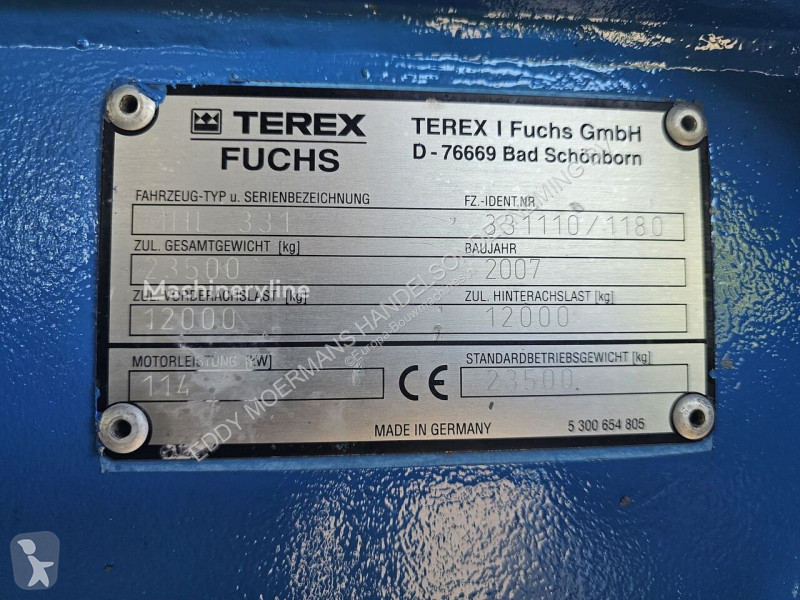 TEREX
FUCHS
TEREX I Fuchs GmbH
D - 76669 Bad Schönborn
FAHRZEUG-TYP u. SERIENBEZEICHNUNG
MHL 331
FZ.-IDENT.NR.
331110/1180
ZUL. GESAMTGEWICHT [kg]
23500
BAUJAHR
2007
ZUL. VORDERACHSLAST [kg]
12000
ZUL. HINTERACHSLAST [kg]
12000
MOTORLEISTUNG [kW]
114
CE
STANDARDBETRIEBSGEWICHT [kg]
23500
MADE IN GERMANY
5 300 654 805
Machineryline
EDDY MOERMANS HANDELSONDERNEMING BV